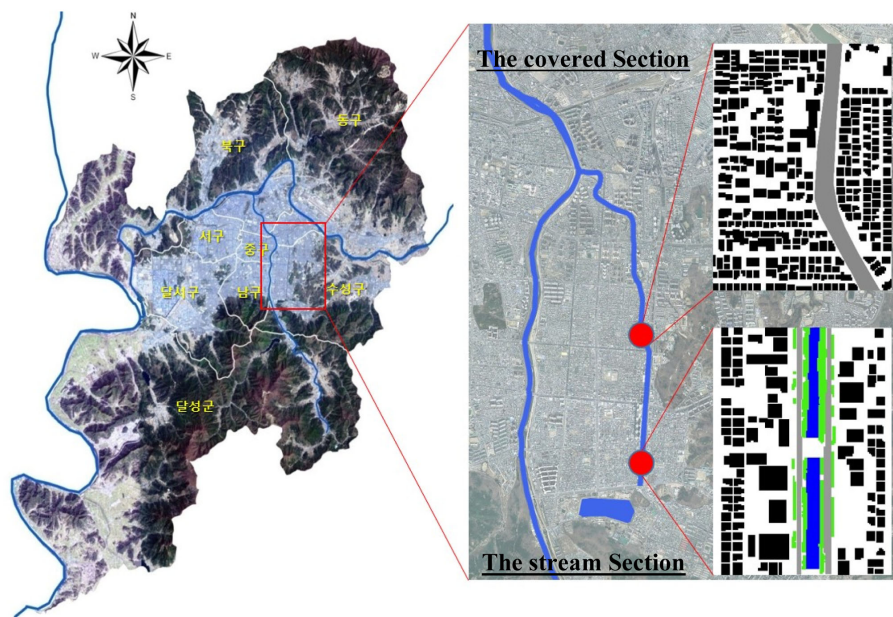 N
W
E
S
동구
북구
서구
중구
달서구
남구
수성구
달성군
The covered Section
The stream Section